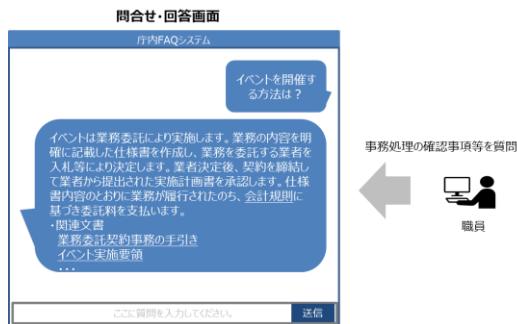 問合せ・回答画面
庁内FAQシステム
イベントを開催す
る方法は？
イベントは業務委託により実施します。業務の内容を明
確に記載した仕様書を作成し、業務を委託する業者を
入札等により決定します。業者決定後、契約を締結し
て業者から提出された実施計画書を承認します。仕様
書内容のとおりに業務が履行されたのち、会計規則に
基づき委託料を支払います。
・関連文書
業務委託契約事務の手引き
イベント実施要領
・・・
ここに質問を入力してください。
送信
事務処理の確認事項等を質問
職員